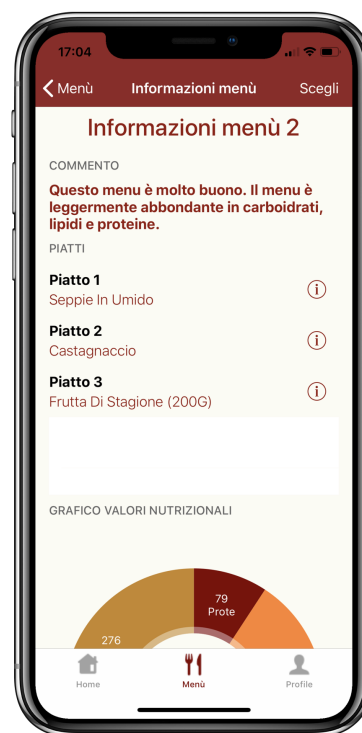 17:04
Menù Informazioni menù Scegli
Informazioni menù 2
COMMENTO
Questo menu è molto buono. Il menu è
leggermente abbondante in carboidrati,
lipidi e proteine.
PIATTI
Piatto 1
Seppie In Umido
Piatto 2
Castagnaccio
Piatto 3
Frutta Di Stagione (200G)
GRAFICO VALORI NUTRIZIONALI
79
Prote
276
Home Menù Profile